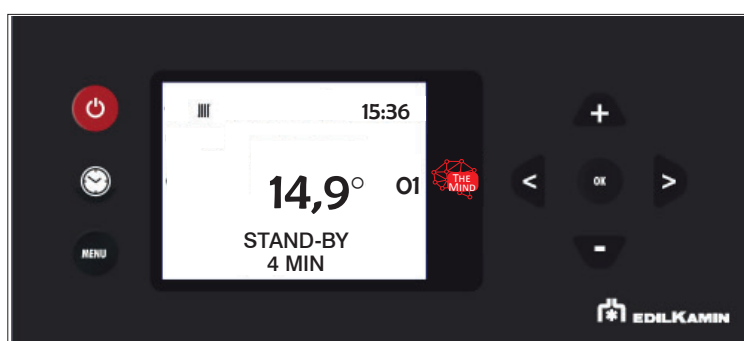 15:36
THE
MIND
14,9° 01
OK
MENU
STAND-BY
4 MIN
EDILKAMIN